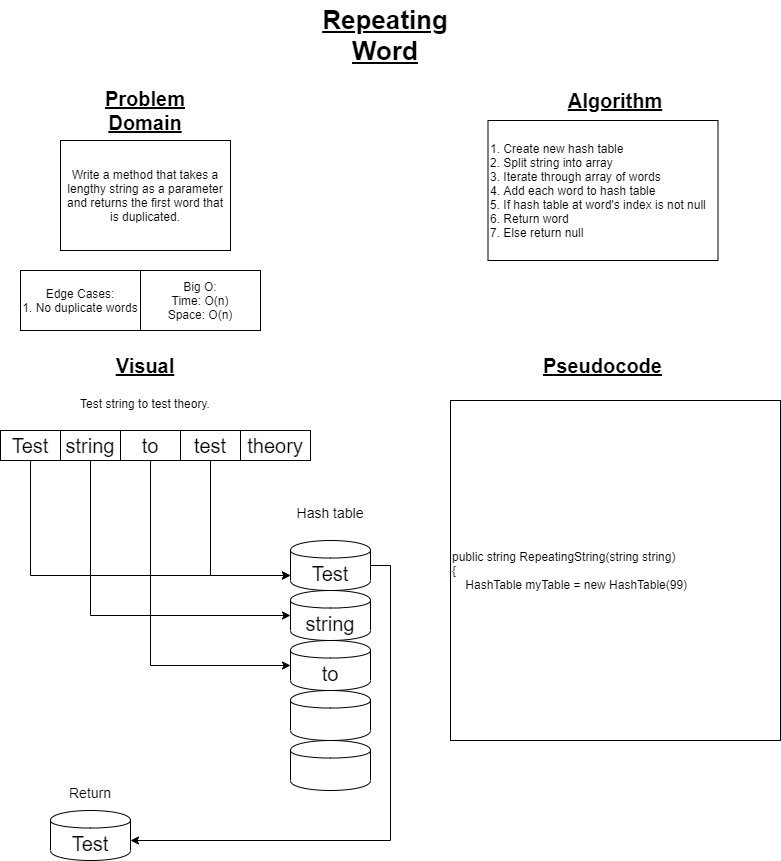 Repeating
Word
Problem
Domain
Write a method that takes a
lengthy string as a parameter
and returns the first word that
is duplicated.
Edge Cases:
1. No duplicate words
Big O:
Time: O(n)
Space: O(n)
Algorithm
1. Create new hash table
2. Split string into array
3. Iterate through array of words
4. Add each word to hash table
5. If hash table at word's index is not null
6. Return word
7. Else return null
Visual
Test string to test theory.
Test string to test theory
Hash table
Test
string
to
Return
Test
Pseudocode
public string RepeatingString(string string)
{
HashTable myTable = new HashTable(99)